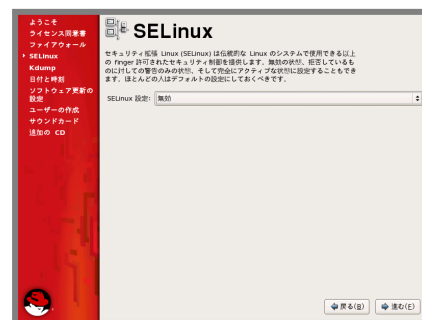 ようこそ
ライセンス同意書
ファイアウォール
SELinux
Kdump
日付と時刻
ソフトウェア更新の
設定
ユーザーの作成
サウンドカード
追加の CD
SELinux
セキュリティ拡張 Linux (SELinux) は伝統的な Linux のシステムで使用できる以上
の finger 許可されたセキュリティ制御を提供します。無効の状態、拒否しているも
のに対しての警告のみの状態、そして完全にアクティブな状態に設定することもでき
ます。ほとんどの人はデフォルトの設定にしておくべきです。
SELinux 設定:
無効
戻る(B)
進む(F)